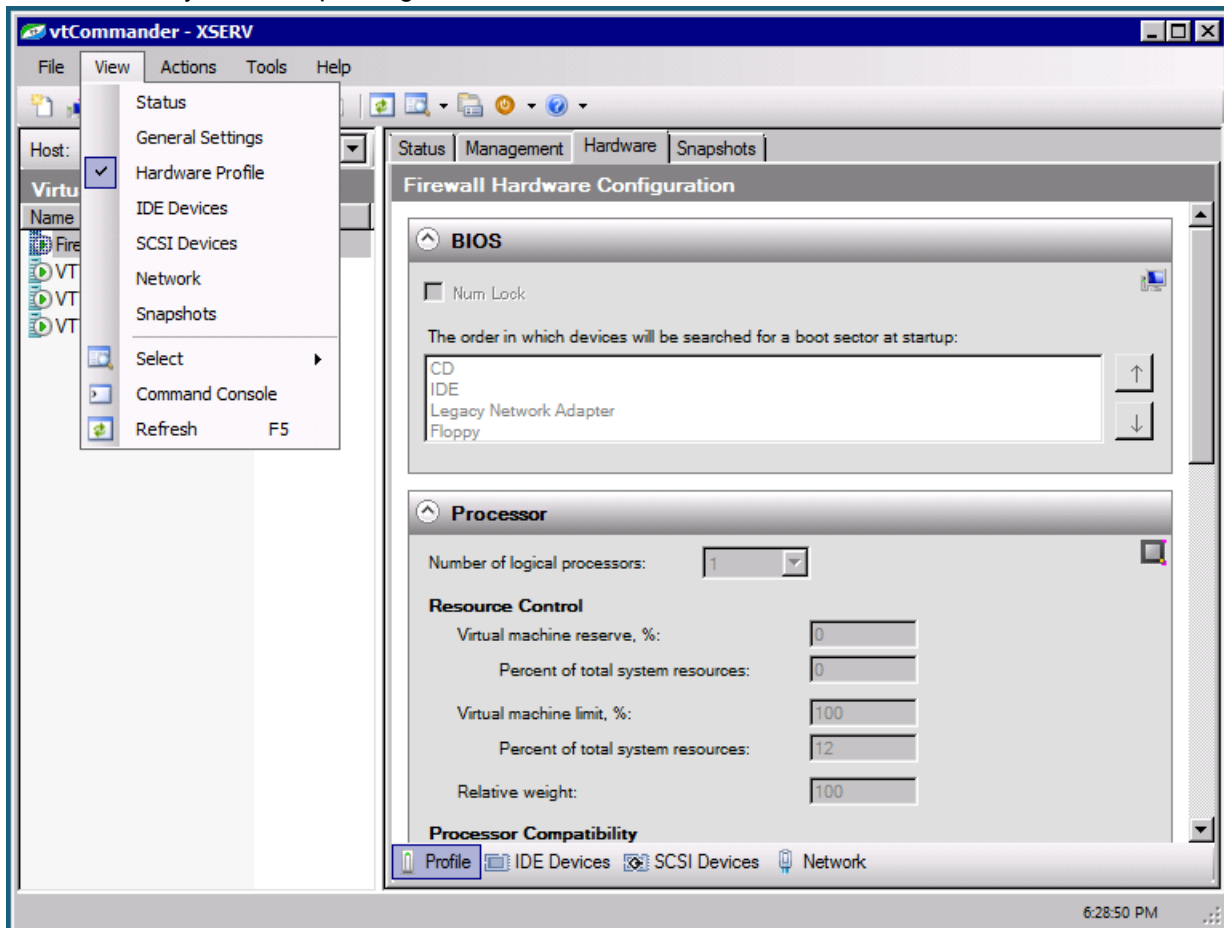 vtCommander - XSERV
File View Actions Tools Help
Status
General Settings
Hardware Profile
IDE Devices
SCSI Devices
Network
Snapshots
Select
Command Console
Refresh F5
Host:
Virtu
Name
Fire
VT
VT
VT
Status Management Hardware Snapshots
Firewall Hardware Configuration
BIOS
Num Lock
The order in which devices will be searched for a boot sector at startup:
CD
IDE
Legacy Network Adapter
Floppy
Processor
Number of logical processors: 1
Resource Control
Virtual machine reserve, %: 0
Percent of total system resources: 0
Virtual machine limit, %: 100
Percent of total system resources: 12
Relative weight: 100
Processor Compatibility
Profile IDE Devices SCSI Devices Network
6:28:50 PM